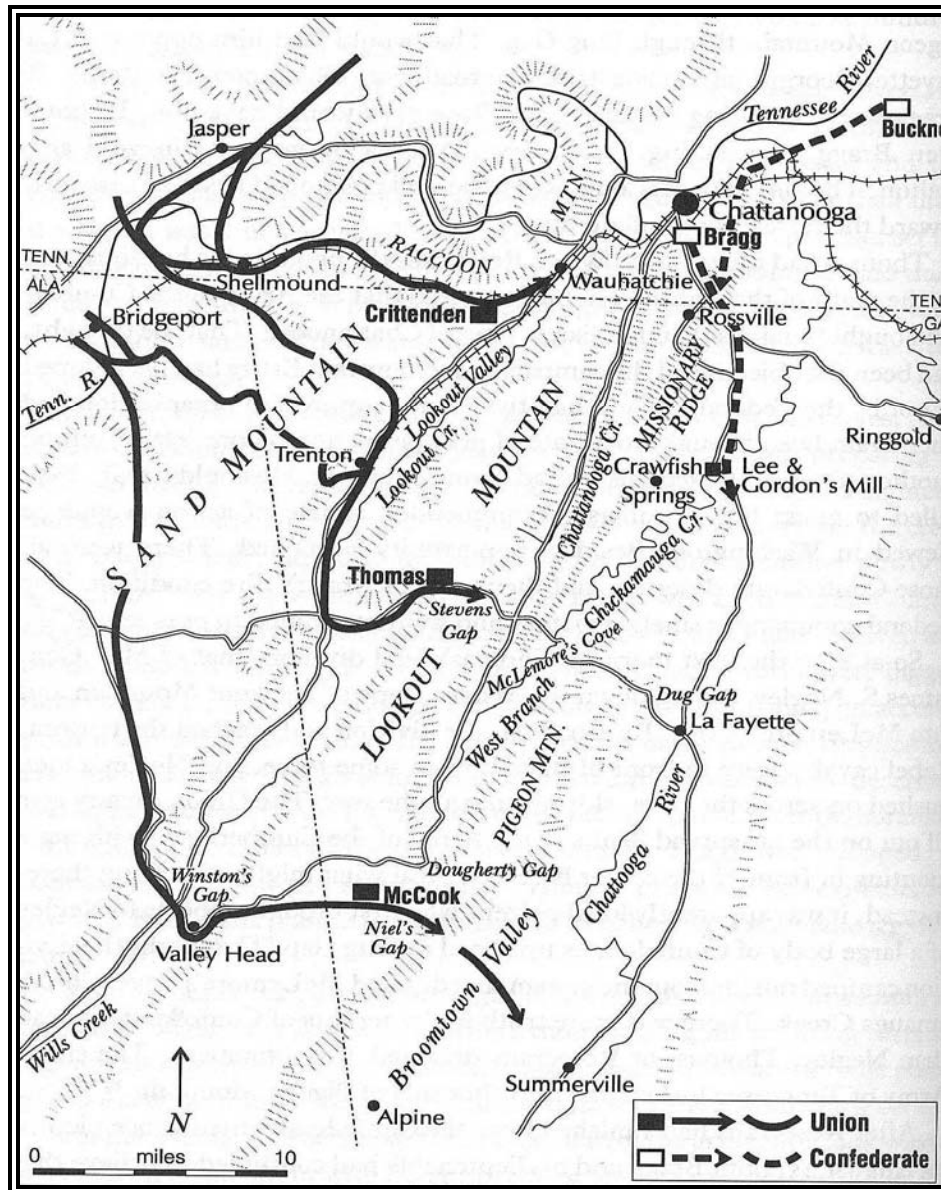 Jasper
Tennessee River
Buckne
MTN.
Chattanooga
Bragg
TENN.
ALA.
RACCOON
Shellmound
Wauhatchie
Crittenden
TEN
GA
Bridgeport
Rossville
Tenn. R.
Lookout Valley
Lookout Cr.
MISSIONARY
RIDGE
Ringgold
SAND MOUNTAIN
Trenton
Chattanooga Cr.
Crawfish
Springs
Lee &
Gordon's Mill
LOOKOUT MOUNTAIN
Thomas
Stevens
Gap
Chickamauga Cr.
McLemore's
Cove
West Branch
Dug Gap
La Fayette
PIGEON MTN
Chattooga River
Winston's
Gap
Dougherty Gap
McCook
Niel's
Gap
Valley Head
Broomtown Valley
Wills Creek
Summerville
Alpine
N
0 miles 10
Union
Confederate